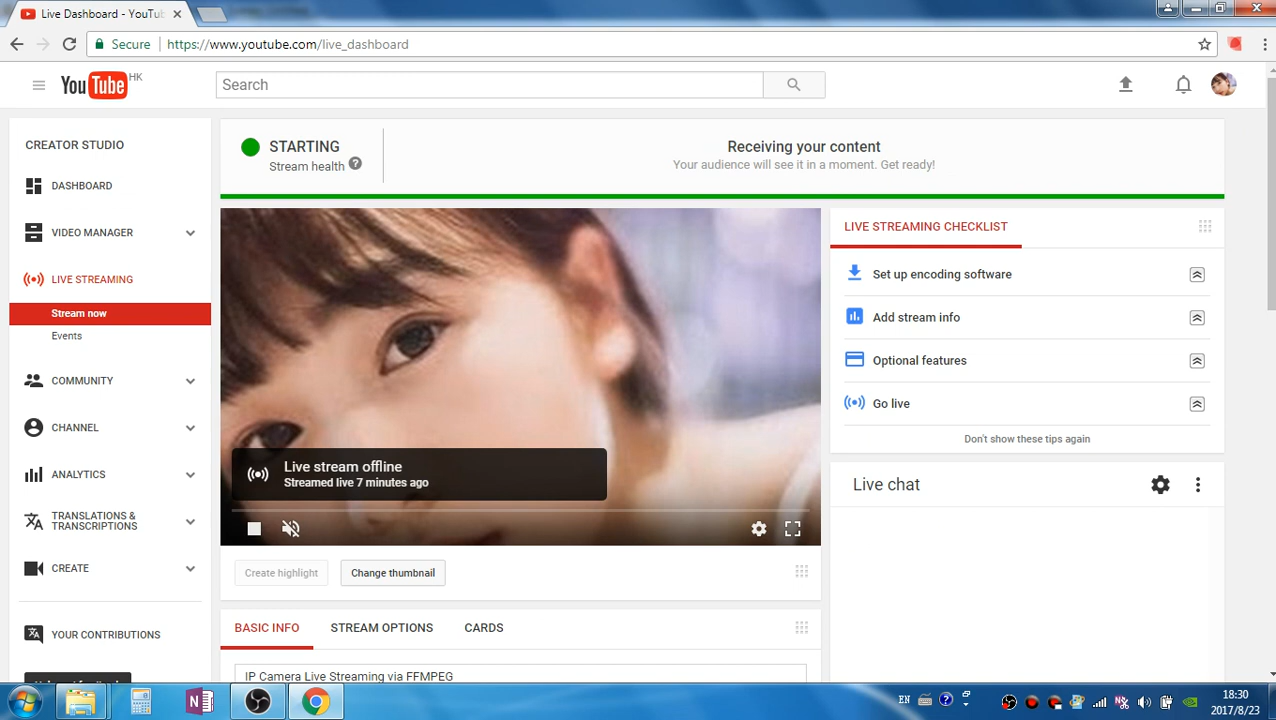 Live Dashboard - YouTu
Secure
https://www.youtube.com/live_dashboard
YouTube HK
Search
CREATOR STUDIO
DASHBOARD
VIDEO MANAGER
LIVE STREAMING
Stream now
Events
COMMUNITY
CHANNEL
ANALYTICS
TRANSLATIONS &
TRANSCRIPTIONS
CREATE
YOUR CONTRIBUTIONS
STARTING
Stream health ?
Receiving your content
Your audience will see it in a moment. Get ready!
Live stream offline
Streamed live 7 minutes ago
Create highlight
Change thumbnail
BASIC INFO
STREAM OPTIONS
CARDS
IP Camera Live Streaming via FFMPEG
LIVE STREAMING CHECKLIST
Set up encoding software
Add stream info
Optional features
Go live
Don't show these tips again
Live chat
EN
18:30
2017/8/23